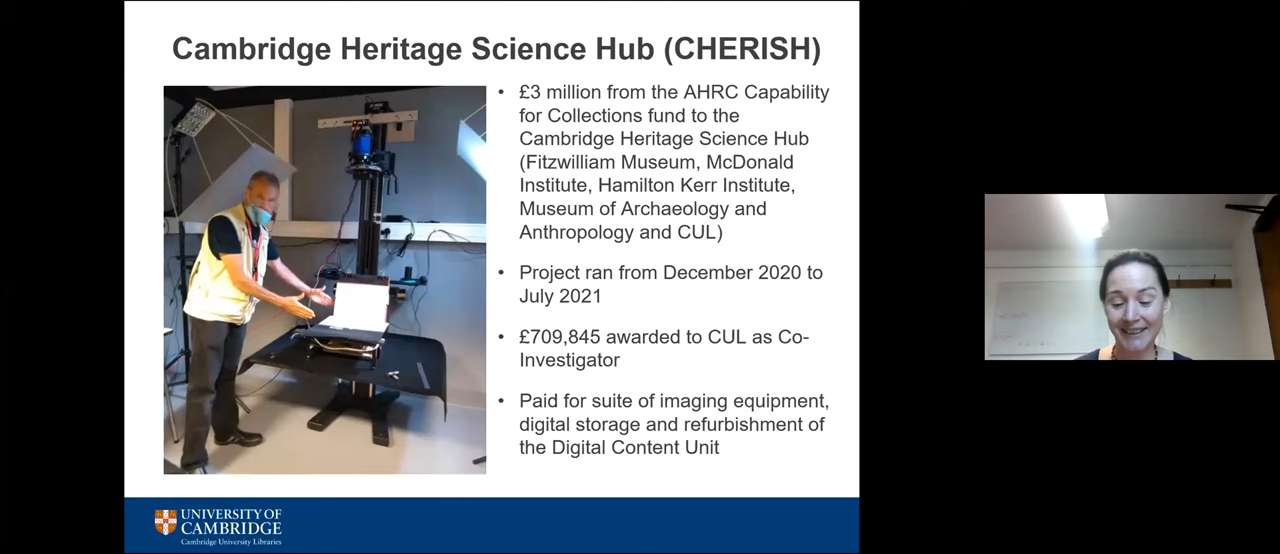 Cambridge Heritage Science Hub (CHERISH)
• £3 million from the AHRC Capability
for Collections fund to the
Cambridge Heritage Science Hub
(Fitzwilliam Museum, McDonald
Institute, Hamilton Kerr Institute,
Museum of Archaeology and
Anthropology and CUL)
• Project ran from December 2020 to
July 2021
• £709,845 awarded to CUL as Co-
Investigator
• Paid for suite of imaging equipment,
digital storage and refurbishment of
the Digital Content Unit
UNIVERSITY OF
CAMBRIDGE
Cambridge University Libraries